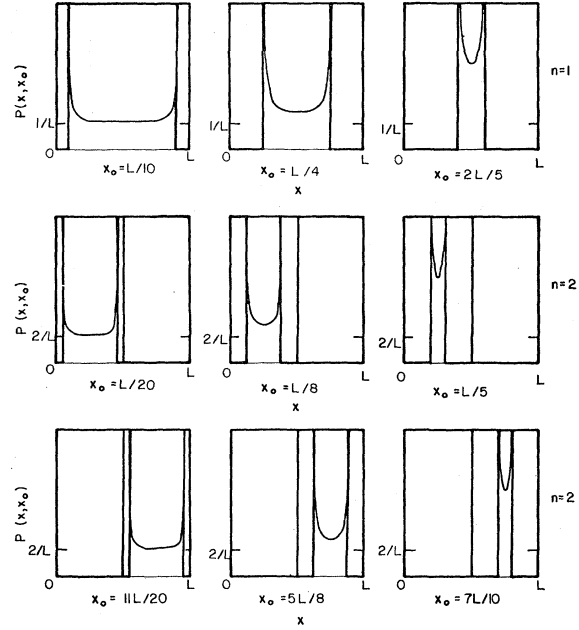 P(x,x₀)
1/L
0
L
x₀=L/10
1/L
0
L
x₀=L/4
x
1/L
0
L
x₀=2L/5
n=1
P(x,x₀)
2/L
0
L
x₀=L/20
2/L
0
L
x₀=L/8
x
2/L
0
L
x₀=L/5
n=2
P(x,x₀)
2/L
0
L
x₀=11L/20
2/L
0
L
x₀=5L/8
x
2/L
0
L
x₀=7L/10
n=2